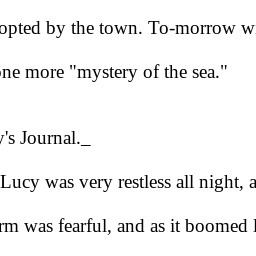 opted by the town. To-morrow w
one more "mystery of the sea."
y's Journal._
Lucy was very restless all night, a
rm was fearful, and as it boomed l